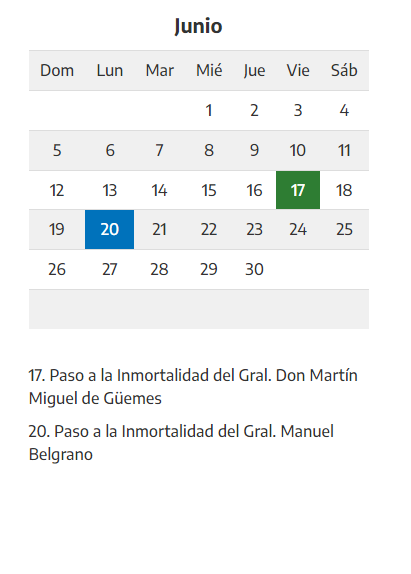 Junio
Dom Lun Mar Mié Jue Vie Sáb
1 2 3 4
5 6 7 8 9 10 11
12 13 14 15 16 17 18
19 20 21 22 23 24 25
26 27 28 29 30
17. Paso a la Inmortalidad del Gral. Don Martín
Miguel de Güemes
20. Paso a la Inmortalidad del Gral. Manuel
Belgrano